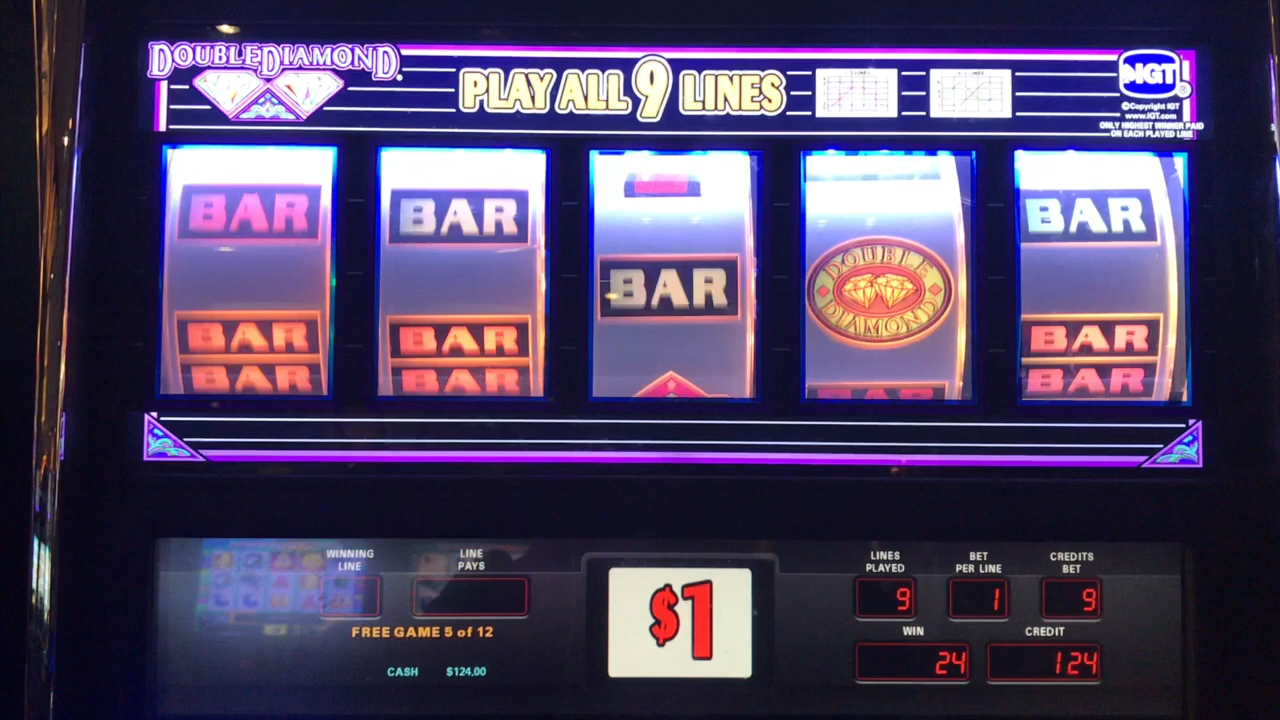 DOUBLE DIAMOND®
PLAY ALL 9 LINES
IGT®
©Copyright IGT
www.IGT.com
ONLY HIGHEST WINNER PAID
ON EACH PLAYED LINE
BAR
BAR
BAR
BAR
DOUBLE
DIAMOND
BAR
BAR
BAR
BAR
BAR
BAR
BAR
WINNING
LINE
LINE
PAYS
FREE GAME 5 of 12
CASH $124.00
$1
LINES
PLAYED
9
BET
PER LINE
1
CREDITS
BET
9
WIN
24
CREDIT
124